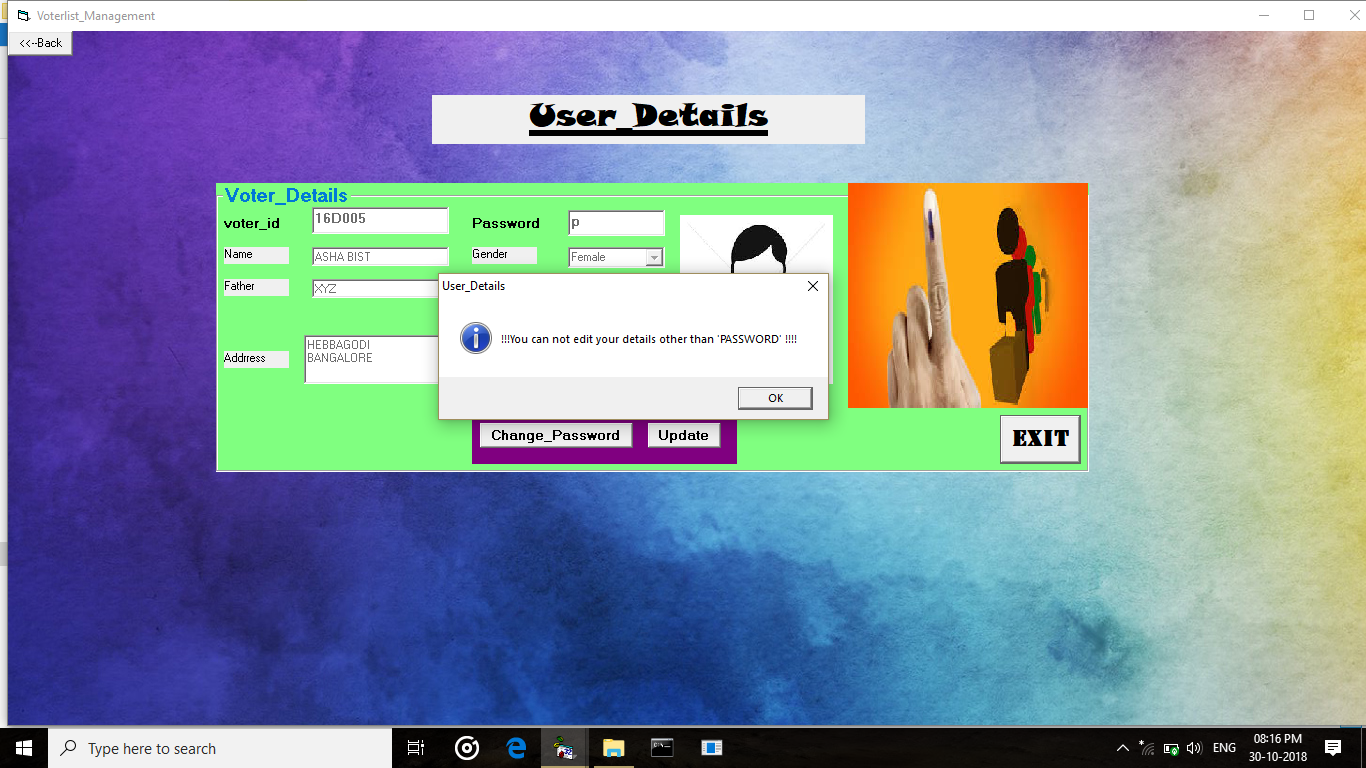 Voterlist_Management
<<--Back
User_Details
Voter_Details
voter_id 16D005 Password p
Name ASHA BIST Gender Female
Father XYZ
User_Details
!!!You can not edit your details other than 'PASSWORD' !!!!
Addrress HEBBAGODI
BANGALORE
OK
Change_Password Update
EXIT
Type here to search
ENG
08:16 PM
30-10-2018